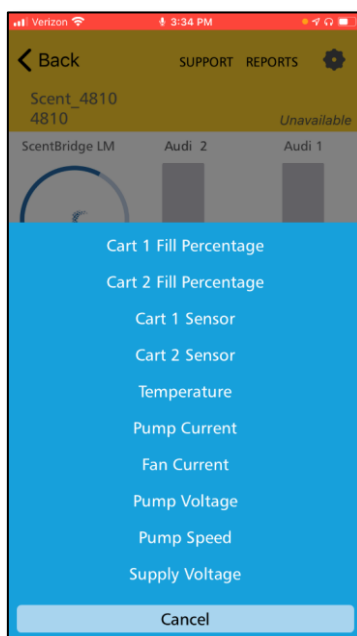 Verizon 3:34 PM
Back SUPPORT REPORTS
Scent_4810
4810 Unavailable
ScentBridge LM Audi 2 Audi 1
Cart 1 Fill Percentage
Cart 2 Fill Percentage
Cart 1 Sensor
Cart 2 Sensor
Temperature
Pump Current
Fan Current
Pump Voltage
Pump Speed
Supply Voltage
Cancel